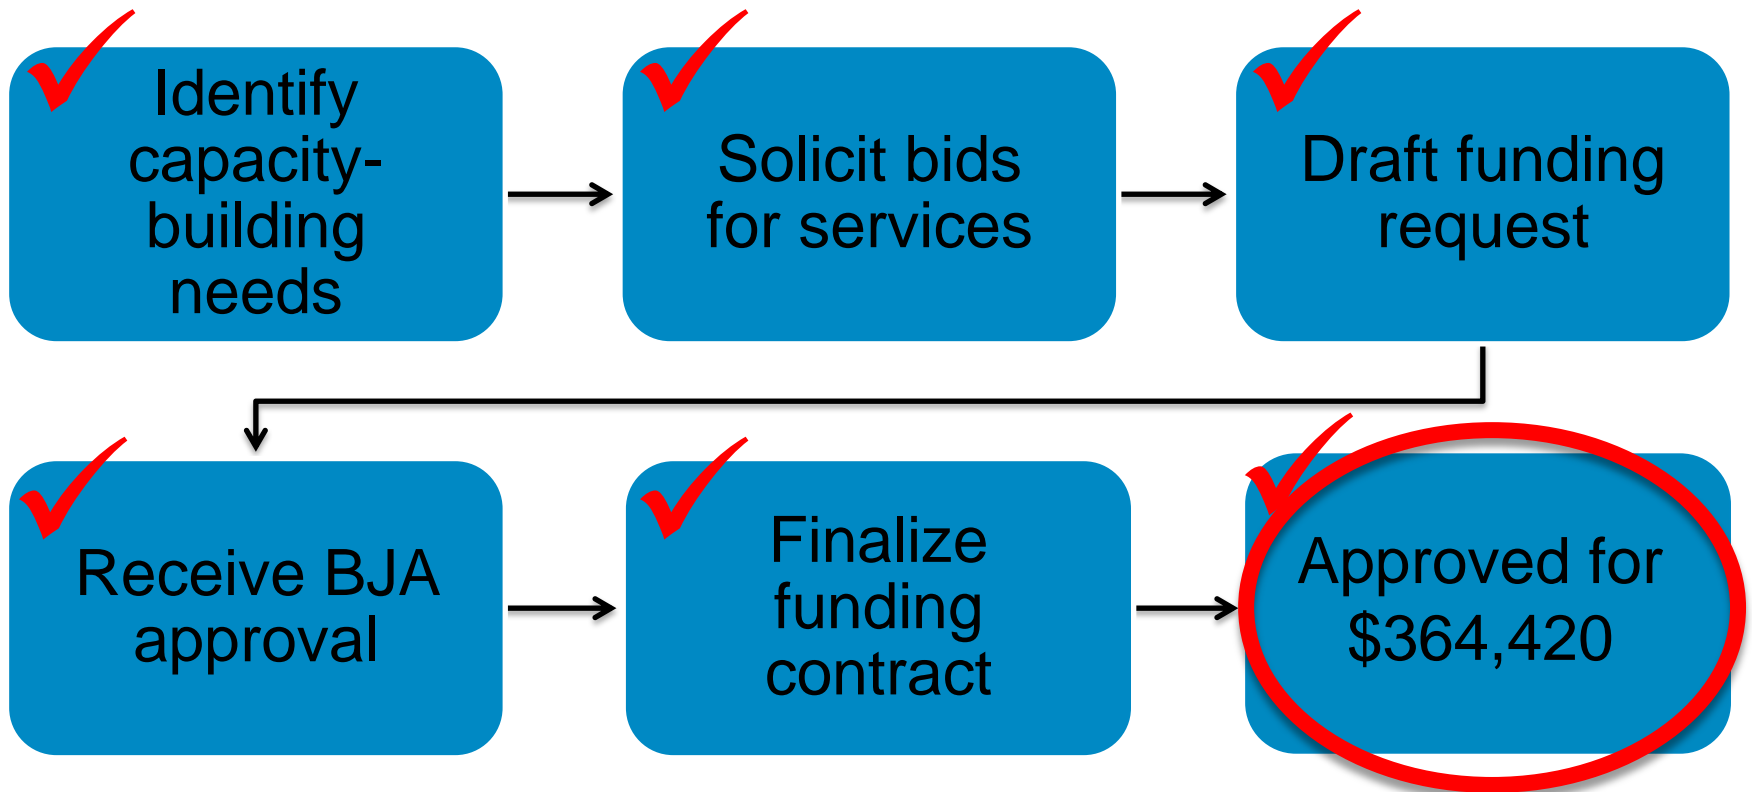 Identify
capacity-
building
needs
Solicit bids
for services
Draft funding
request
Receive BJA
approval
Finalize
funding
contract
Approved for
$364,420